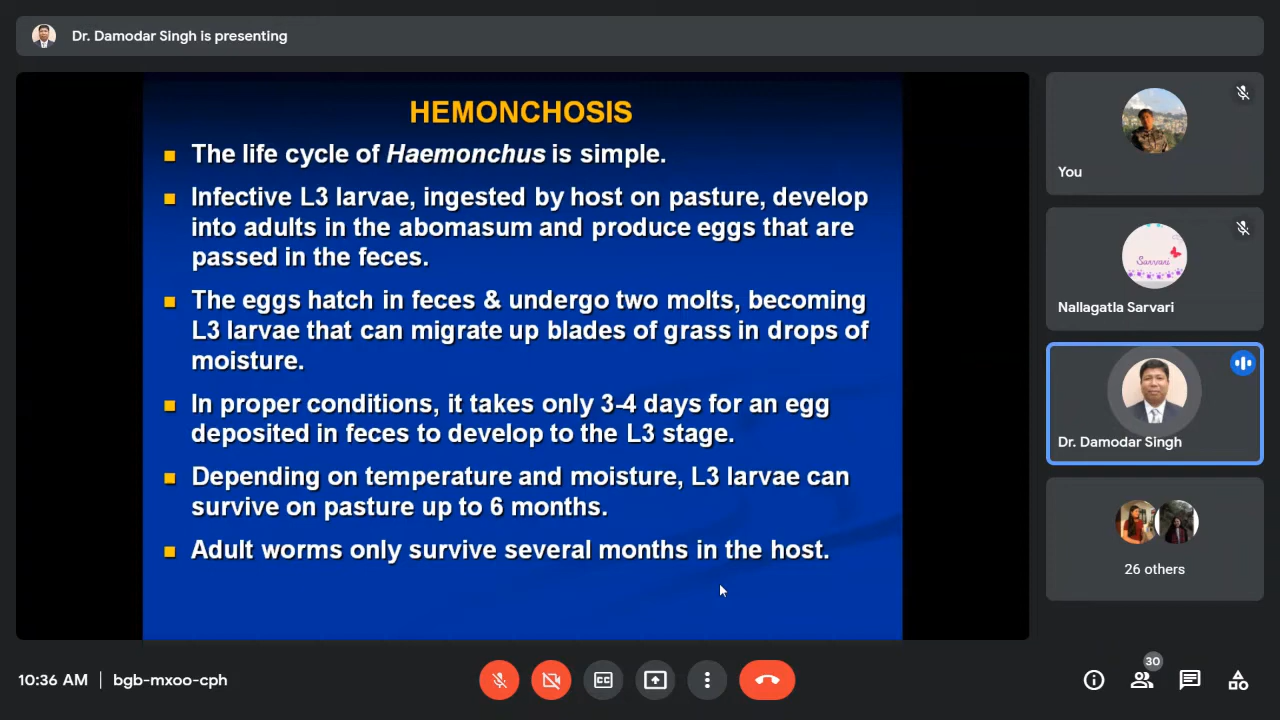 Dr. Damodar Singh is presenting
HEMONCHOSIS
The life cycle of Haemonchus is simple.
Infective L3 larvae, ingested by host on pasture, develop
into adults in the abomasum and produce eggs that are
passed in the feces.
The eggs hatch in feces & undergo two molts, becoming
L3 larvae that can migrate up blades of grass in drops of
moisture.
In proper conditions, it takes only 3-4 days for an egg
deposited in feces to develop to the L3 stage.
Depending on temperature and moisture, L3 larvae can
survive on pasture up to 6 months.
Adult worms only survive several months in the host.
You
Sarvari
Nallagatla Sarvari
Dr. Damodar Singh
26 others
10:36 AM | bgb-mxoo-cph
CC
30